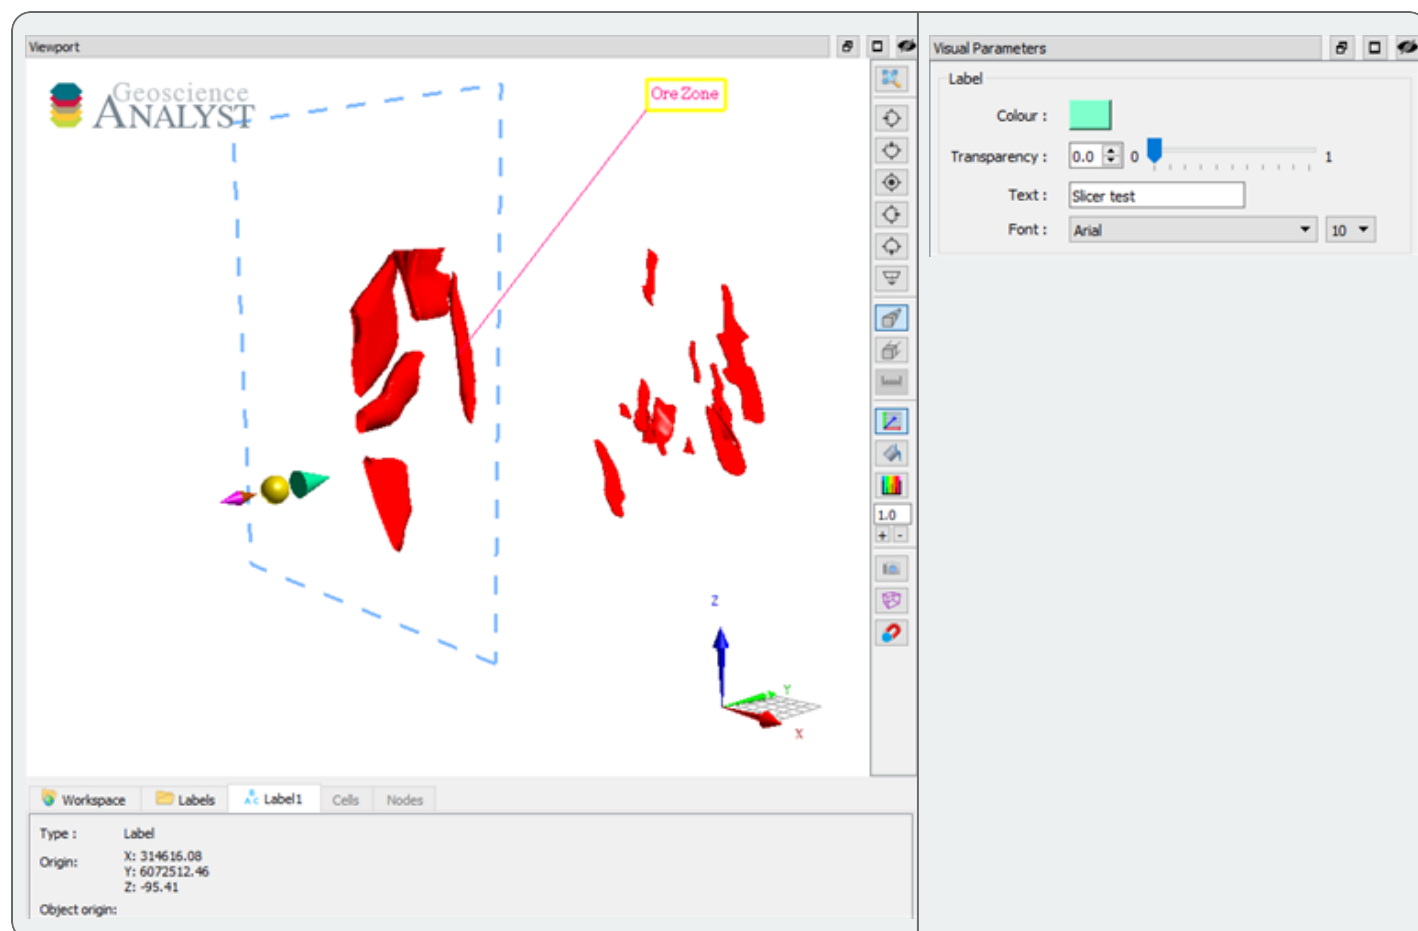 Viewport
Geoscience
ANALYST
Ore Zone
1.0
+ -
Z
Y
X
Workspace Labels Label1 Cells Nodes
Type : Label
Origin: X: 314616.08
Y: 6072512.46
Z: -95.41
Object origin:
Visual Parameters
Label
Colour :
Transparency : 0.0 0 1
Text : Slicer test
Font : Arial 10